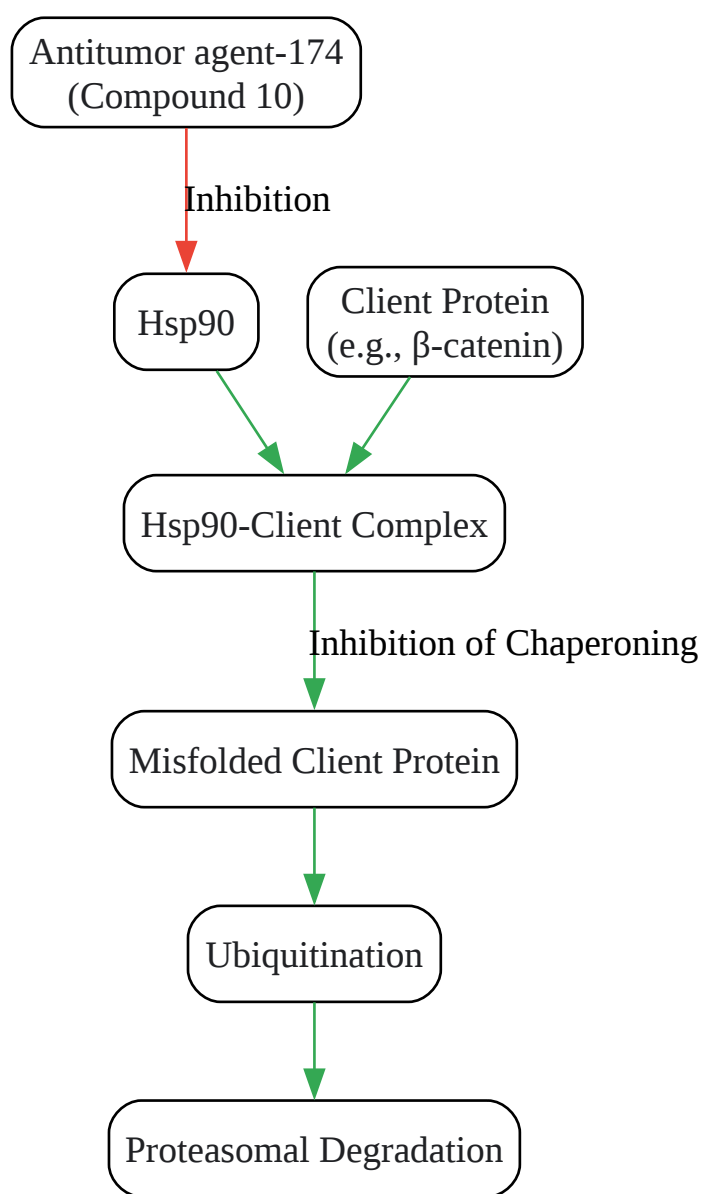 Antitumor agent-174
(Compound 10)
Inhibition
Hsp90
Client Protein
(e.g., β-catenin)
Hsp90-Client Complex
Inhibition of Chaperoning
Misfolded Client Protein
Ubiquitination
Proteasomal Degradation